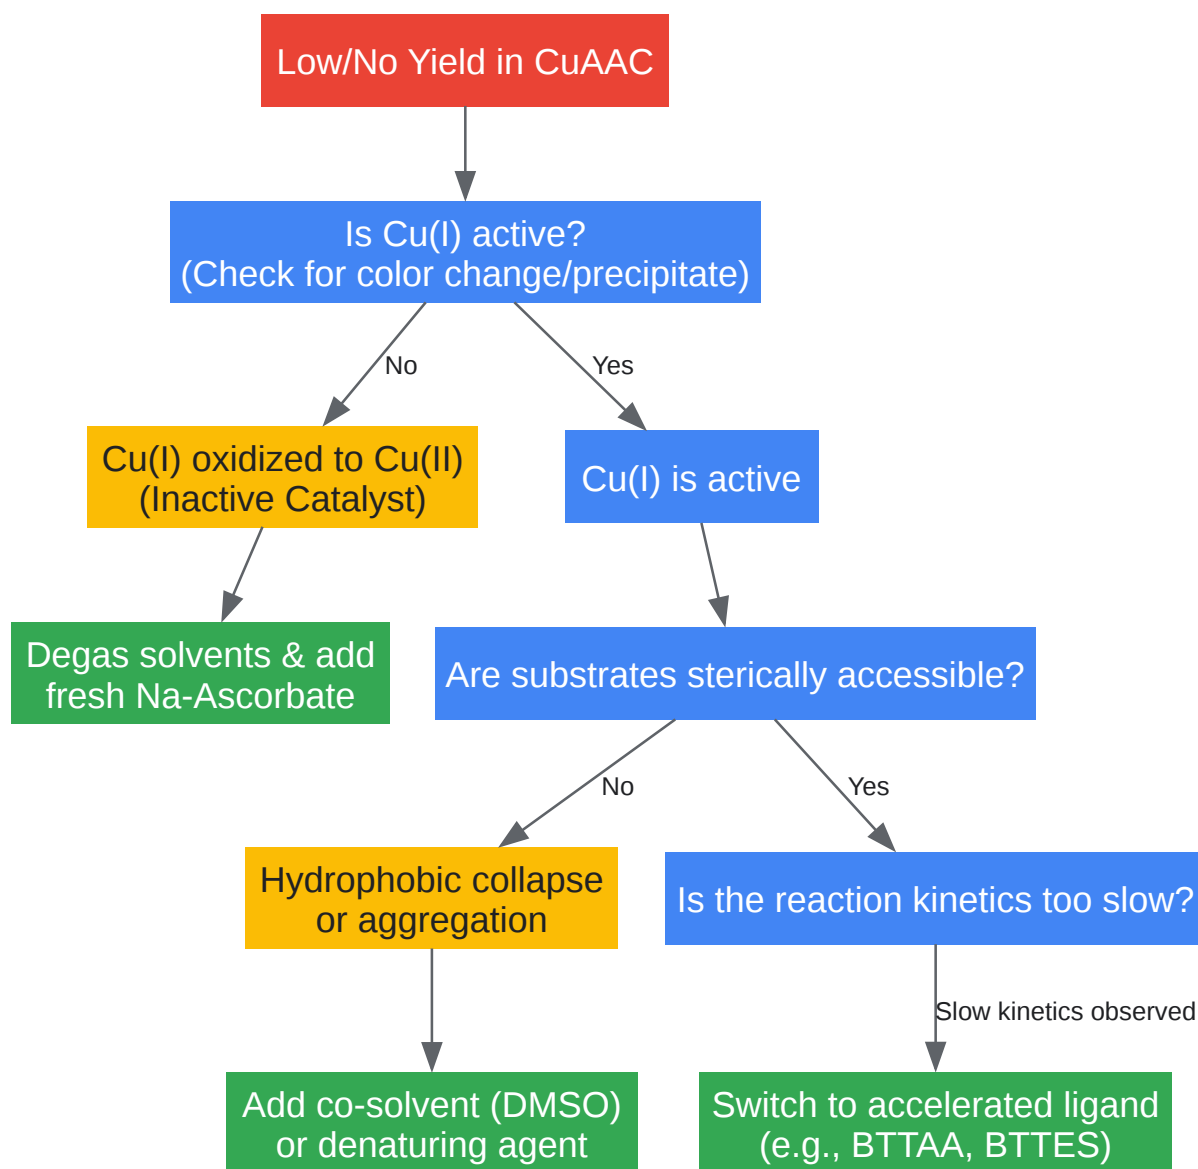 Low/No Yield in CuAAC
Is Cu(I) active?
(Check for color change/precipitate)
No
Yes
Cu(I) oxidized to Cu(II)
(Inactive Catalyst)
Cu(I) is active
Degas solvents & add
fresh Na-Ascorbate
Are substrates sterically accessible?
No
Yes
Hydrophobic collapse
or aggregation
Is the reaction kinetics too slow?
Slow kinetics observed
Add co-solvent (DMSO)
or denaturing agent
Switch to accelerated ligand
(e.g., BTTAA, BTTES)